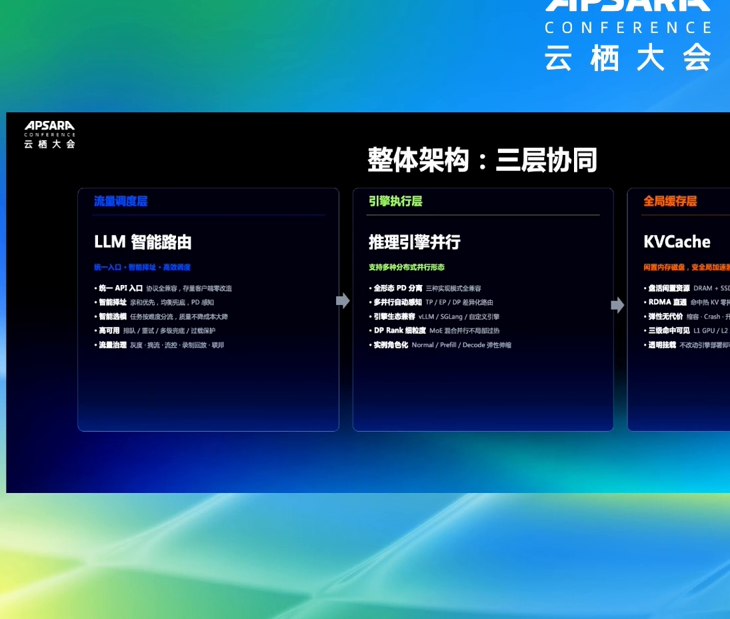 APSARA
CONFERENCE
云栖大会
APSARA
CONFERENCE
云栖大会
整体架构：三层协同
流量调度层
LLM 智能路由
统一入口·智能择址·高效调度
• 统一 API 入口 协议全兼容，存量客户端零改造
• 智能择址 亲和优先，均衡兜底，PD 感知
• 智能选模 任务按难度分流，质量不降成本大降
• 高可用 排队 / 重试 / 多级兜底 / 过载保护
• 流量治理 灰度 · 镜流 · 流控 · 录制回放 · 联邦
引擎执行层
推理引擎并行
支持多种分布式并行形态
• 全形态 PD 分离 三种实现模式全兼容
• 多并行自动感知 TP / EP / DP 差异化路由
• 引擎生态兼容 vLLM / SGLang / 自定义引擎
• DP Rank 细粒度 MoE 混合并行不局部过热
• 实例角色化 Normal / Prefill / Decode 弹性伸缩
全局缓存层
KVCache
闲置内存磁盘，变全局加速
• 盘活闲置资源 DRAM + SSD
• RDMA 直通 命中热 KV 零
• 弹性无代价 缩容 · Crash ·
• 三级命中可见 L1 GPU / L2
• 透明挂载 不改动引擎部署